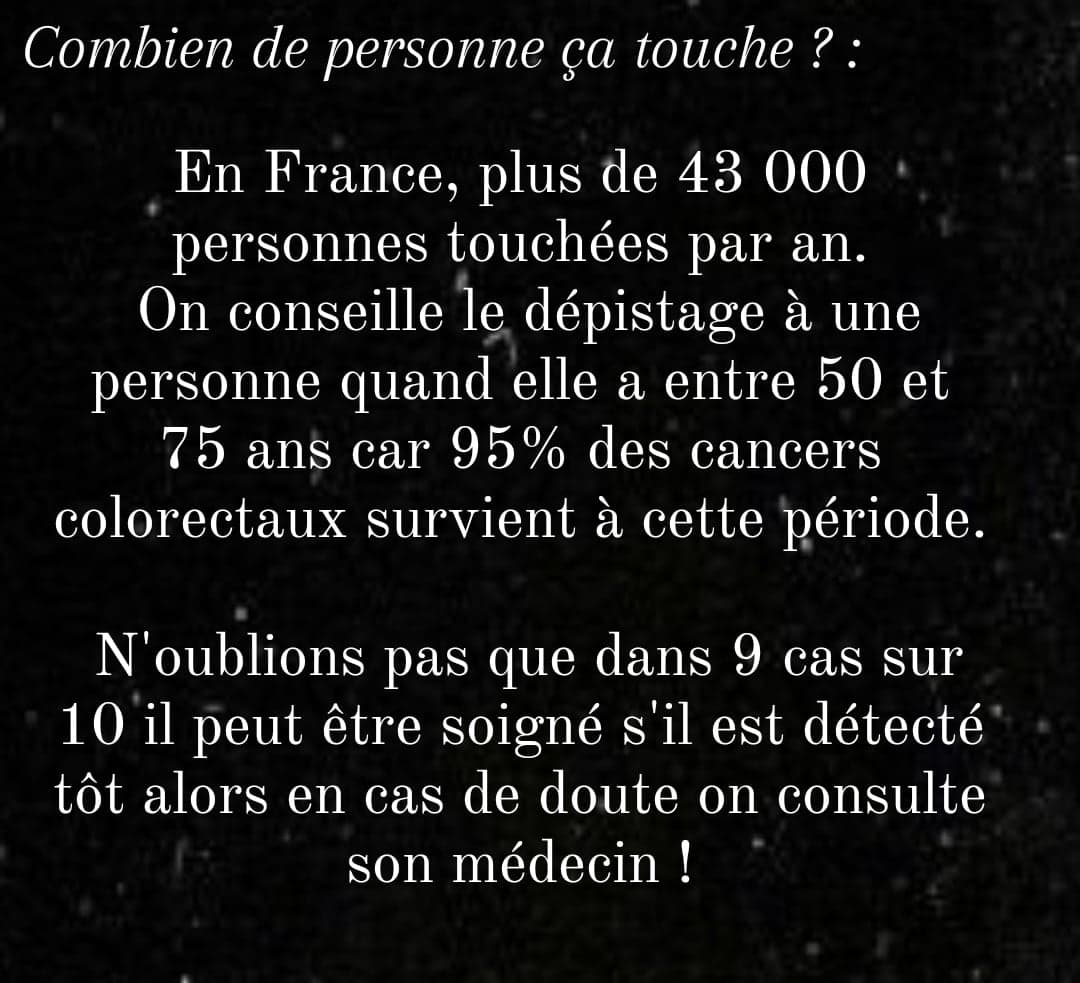 Combien de personne ça touche ? :
En France, plus de 43 000
personnes touchées par an.
On conseille le dépistage à une
personne quand elle a entre 50 et
75 ans car 95% des cancers
colorectaux survient à cette période.
N'oublions pas que dans 9 cas sur
10 il peut être soigné s'il est détecté
tôt alors en cas de doute on consulte
son médecin !